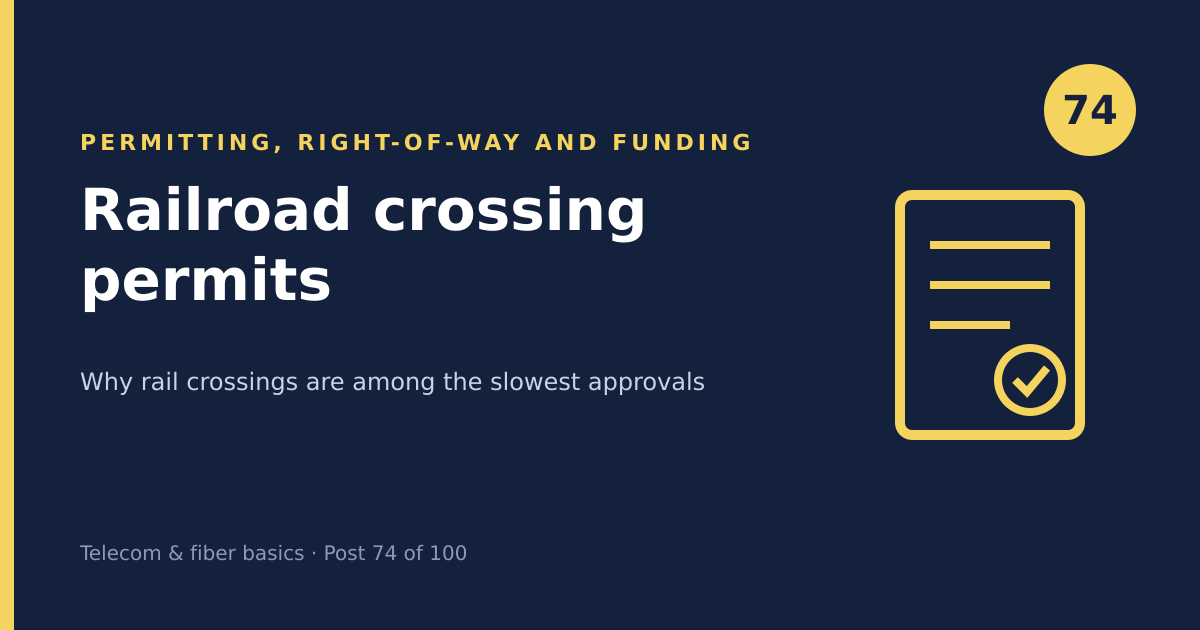 74
PERMITTING, RIGHT-OF-WAY AND FUNDING
Railroad crossing
permits
Why rail crossings are among the slowest approvals
Telecom & fiber basics · Post 74 of 100